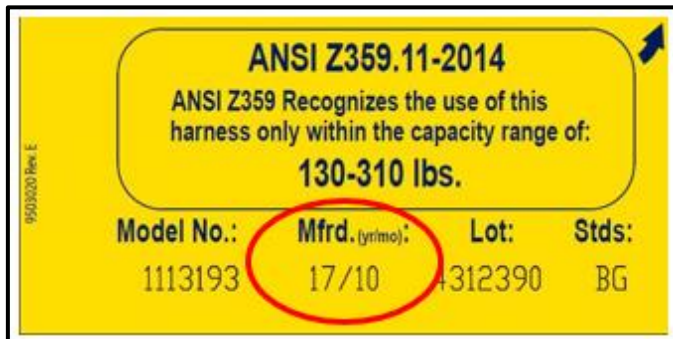 ANSI Z359.11-2014
ANSI Z359 Recognizes the use of this
harness only within the capacity range of:
130-310 lbs.
9503020 Rev. E
Model No.: Mfrd.(yr/mo): Lot: Stds:
1113193 17/10 4312390 BG